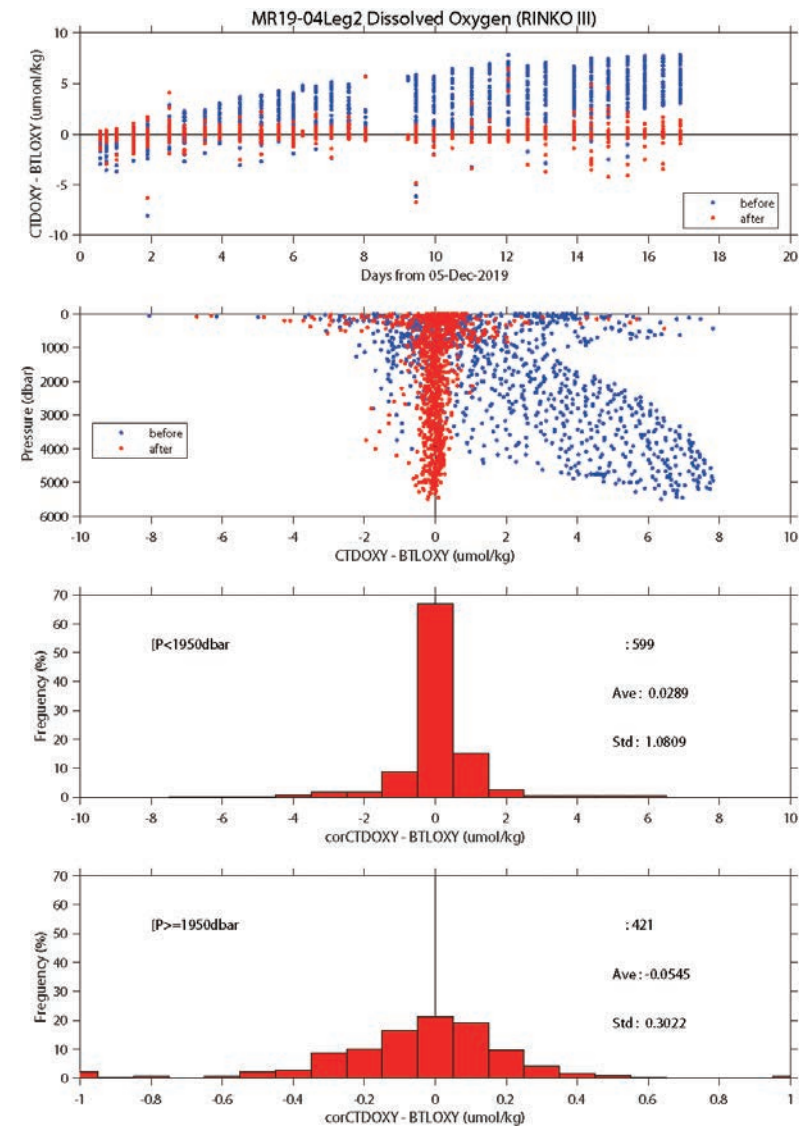 MR19-04Leg2 Dissolved Oxygen (RINKO III)
CTDOXY - BTLOXY (umonl/kg)
10
5
0
-5
-10
before
after
0 2 4 6 8 10 12 14 16 18 20
Days from 05-Dec-2019
Pressure (dbar)
0
1000
2000
3000
4000
5000
6000
before
after
-10 -8 -6 -4 -2 0 2 4 6 8 10
CTDOXY - BTLOXY (umol/kg)
Freguency (%)
70
60
50
40
30
20
10
0
[P<1950dbar : 599
Ave : 0.0289
Std : 1.0809
-10 -8 -6 -4 -2 0 2 4 6 8 10
corCTDOXY - BTLOXY (umol/kg)
Freguency (%)
70
60
50
40
30
20
10
0
[P>=1950dbar : 421
Ave : -0.0545
Std : 0.3022
-1 -0.8 -0.6 -0.4 -0.2 0 0.2 0.4 0.6 0.8 1
corCTDOXY - BTLOXY (umol/kg)